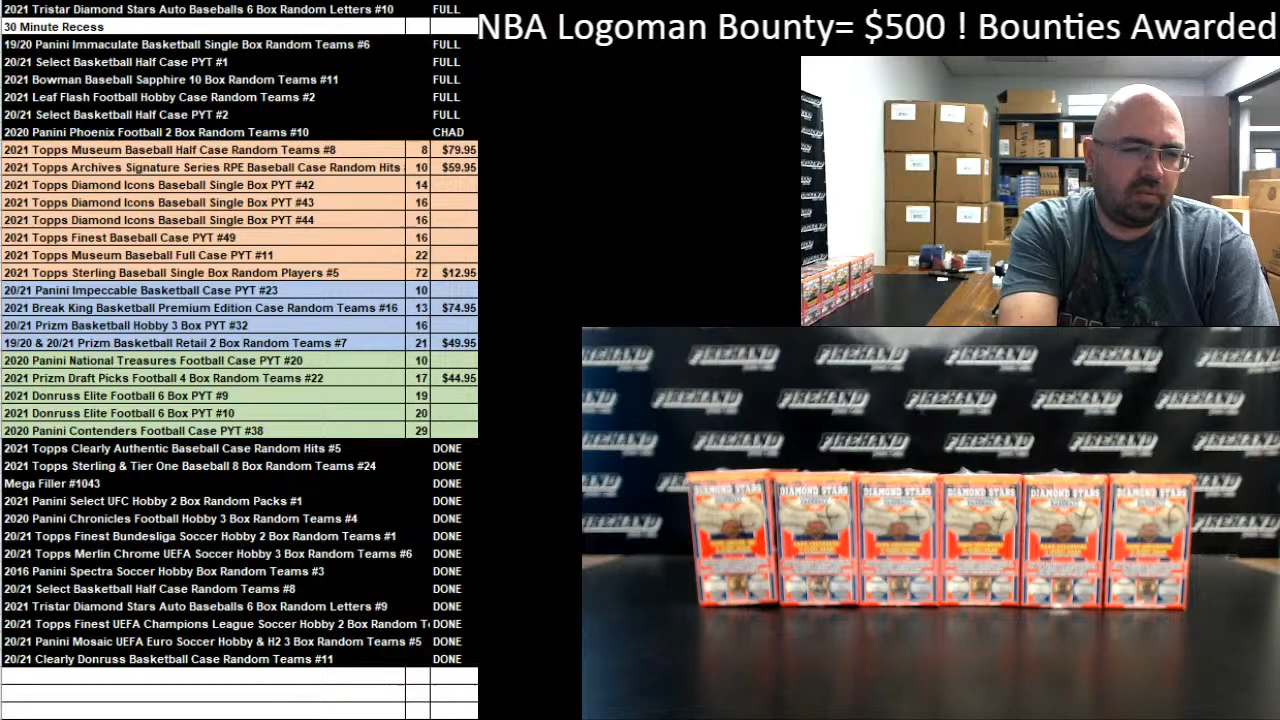 2021 Tristar Diamond Stars Auto Baseballs 6 Box Random Letters #10 FULL
30 Minute Recess
19/20 Panini Immaculate Basketball Single Box Random Teams #6 FULL
20/21 Select Basketball Half Case PYT #1 FULL
2021 Bowman Baseball Sapphire 10 Box Random Teams #11 FULL
2021 Leaf Flash Football Hobby Case Random Teams #2 FULL
20/21 Select Basketball Half Case PYT #2 FULL
2020 Panini Phoenix Football 2 Box Random Teams #10 CHAD
2021 Topps Museum Baseball Half Case Random Teams #8 8 $79.95
2021 Topps Archives Signature Series RPE Baseball Case Random Hits 10 $59.95
2021 Topps Diamond Icons Baseball Single Box PYT #42 14
2021 Topps Diamond Icons Baseball Single Box PYT #43 16
2021 Topps Diamond Icons Baseball Single Box PYT #44 16
2021 Topps Finest Baseball Case PYT #49 16
2021 Topps Museum Baseball Full Case PYT #11 22
2021 Topps Sterling Baseball Single Box Random Players #5 72 $12.95
20/21 Panini Impeccable Basketball Case PYT #23 10
2021 Break King Basketball Premium Edition Case Random Teams #16 13 $74.95
20/21 Prizm Basketball Hobby 3 Box PYT #32 16
19/20 & 20/21 Prizm Basketball Retail 2 Box Random Teams #7 21 $49.95
2020 Panini National Treasures Football Case PYT #20 10
2021 Prizm Draft Picks Football 4 Box Random Teams #22 17 $44.95
2021 Donruss Elite Football 6 Box PYT #9 19
2021 Donruss Elite Football 6 Box PYT #10 20
2020 Panini Contenders Football Case PYT #38 29
2021 Topps Clearly Authentic Baseball Case Random Hits #5 DONE
2021 Topps Sterling & Tier One Baseball 8 Box Random Teams #24 DONE
Mega Filler #1043 DONE
2021 Panini Select UFC Hobby 2 Box Random Packs #1 DONE
2020 Panini Chronicles Football Hobby 3 Box Random Teams #4 DONE
20/21 Topps Finest Bundesliga Soccer Hobby 2 Box Random Teams #1 DONE
20/21 Topps Merlin Chrome UEFA Soccer Hobby 3 Box Random Teams #6 DONE
2016 Panini Spectra Soccer Hobby Box Random Teams #3 DONE
20/21 Select Basketball Half Case Random Teams #8 DONE
2021 Tristar Diamond Stars Auto Baseballs 6 Box Random Letters #9 DONE
20/21 Topps Finest UEFA Champions League Soccer Hobby 2 Box Random T DONE
20/21 Panini Mosaic UEFA Euro Soccer Hobby & H2 3 Box Random Teams #5 DONE
20/21 Clearly Donruss Basketball Case Random Teams #11 DONE
NBA Logoman Bounty= $500 ! Bounties Awarded
FIREHAND
DIAMOND STARS
DIAMOND STARS
DIAMOND STARS
DIAMOND STARS
DIAMOND STARS
DIAMOND STARS